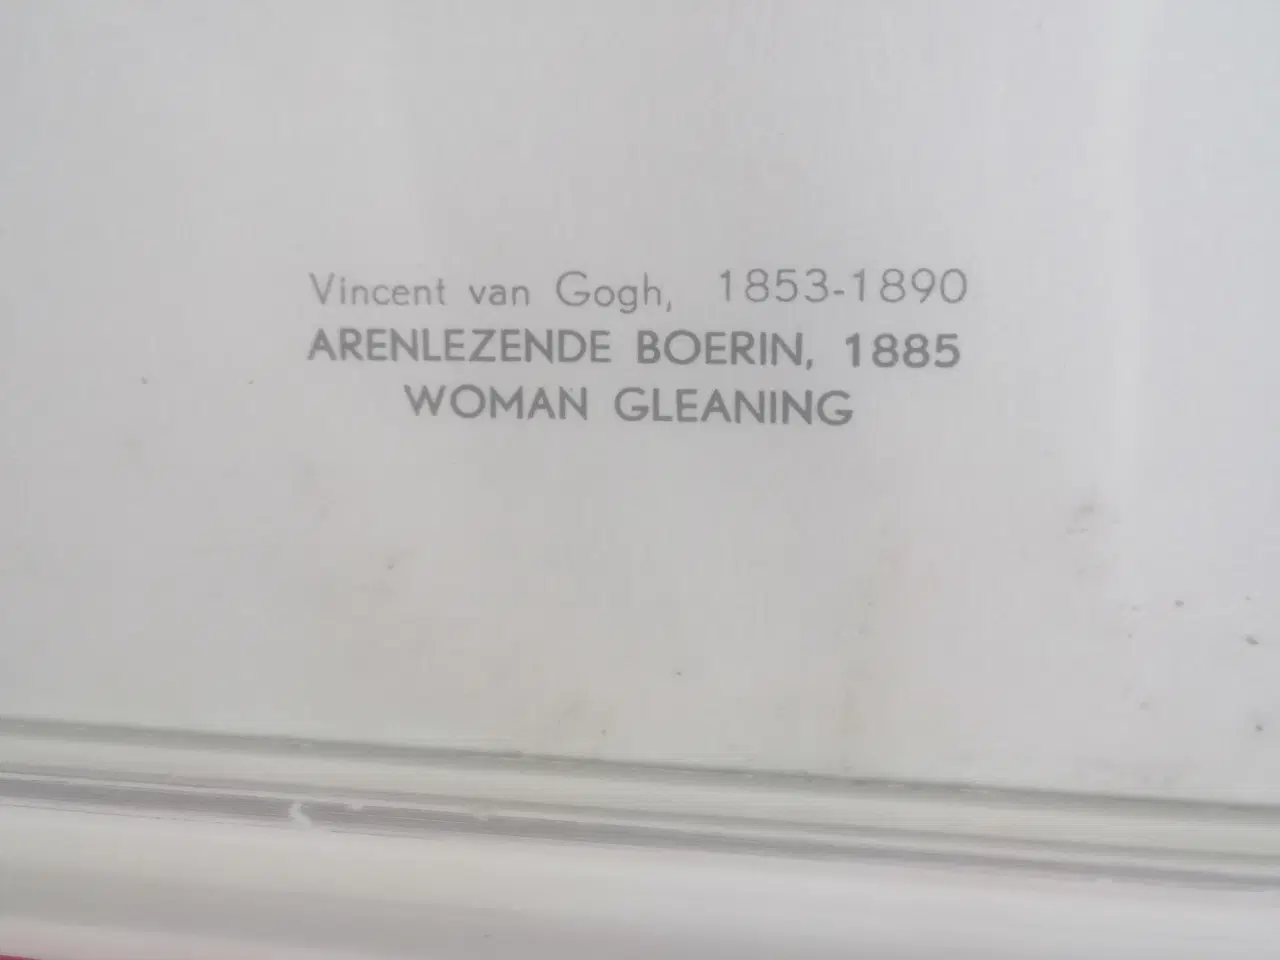 Vincent van Gogh, 1853-1890
ARENLEZENDE BOERIN, 1885
WOMAN GLEANING